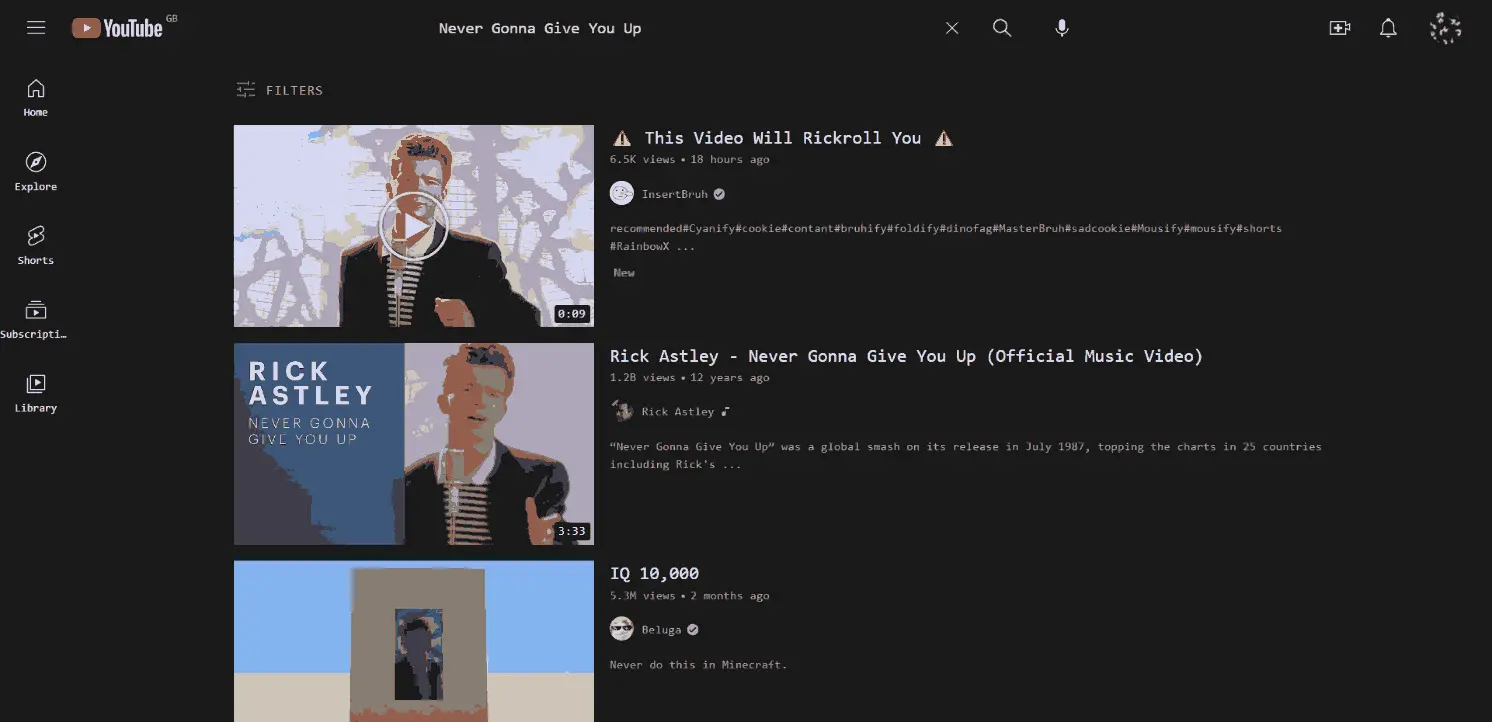 YouTube GB
Never Gonna Give You Up
Home
Explore
Shorts
Subscripti…
Library
FILTERS
0:09
⚠ This Video Will Rickroll You ⚠
6.5K views • 18 hours ago
InsertBruh
recommended#Cyanify#cookie#contant#bruhify#foldify#dinofag#MasterBruh#sadcookie#Mousify#mousify#shorts
#RainbowX ...
New
RICK
ASTLEY
NEVER GONNA
GIVE YOU UP
3:33
Rick Astley - Never Gonna Give You Up (Official Music Video)
1.2B views • 12 years ago
Rick Astley ♪
“Never Gonna Give You Up” was a global smash on its release in July 1987, topping the charts in 25 countries
including Rick's ...
IQ 10,000
5.3M views • 2 months ago
Beluga
Never do this in Minecraft.